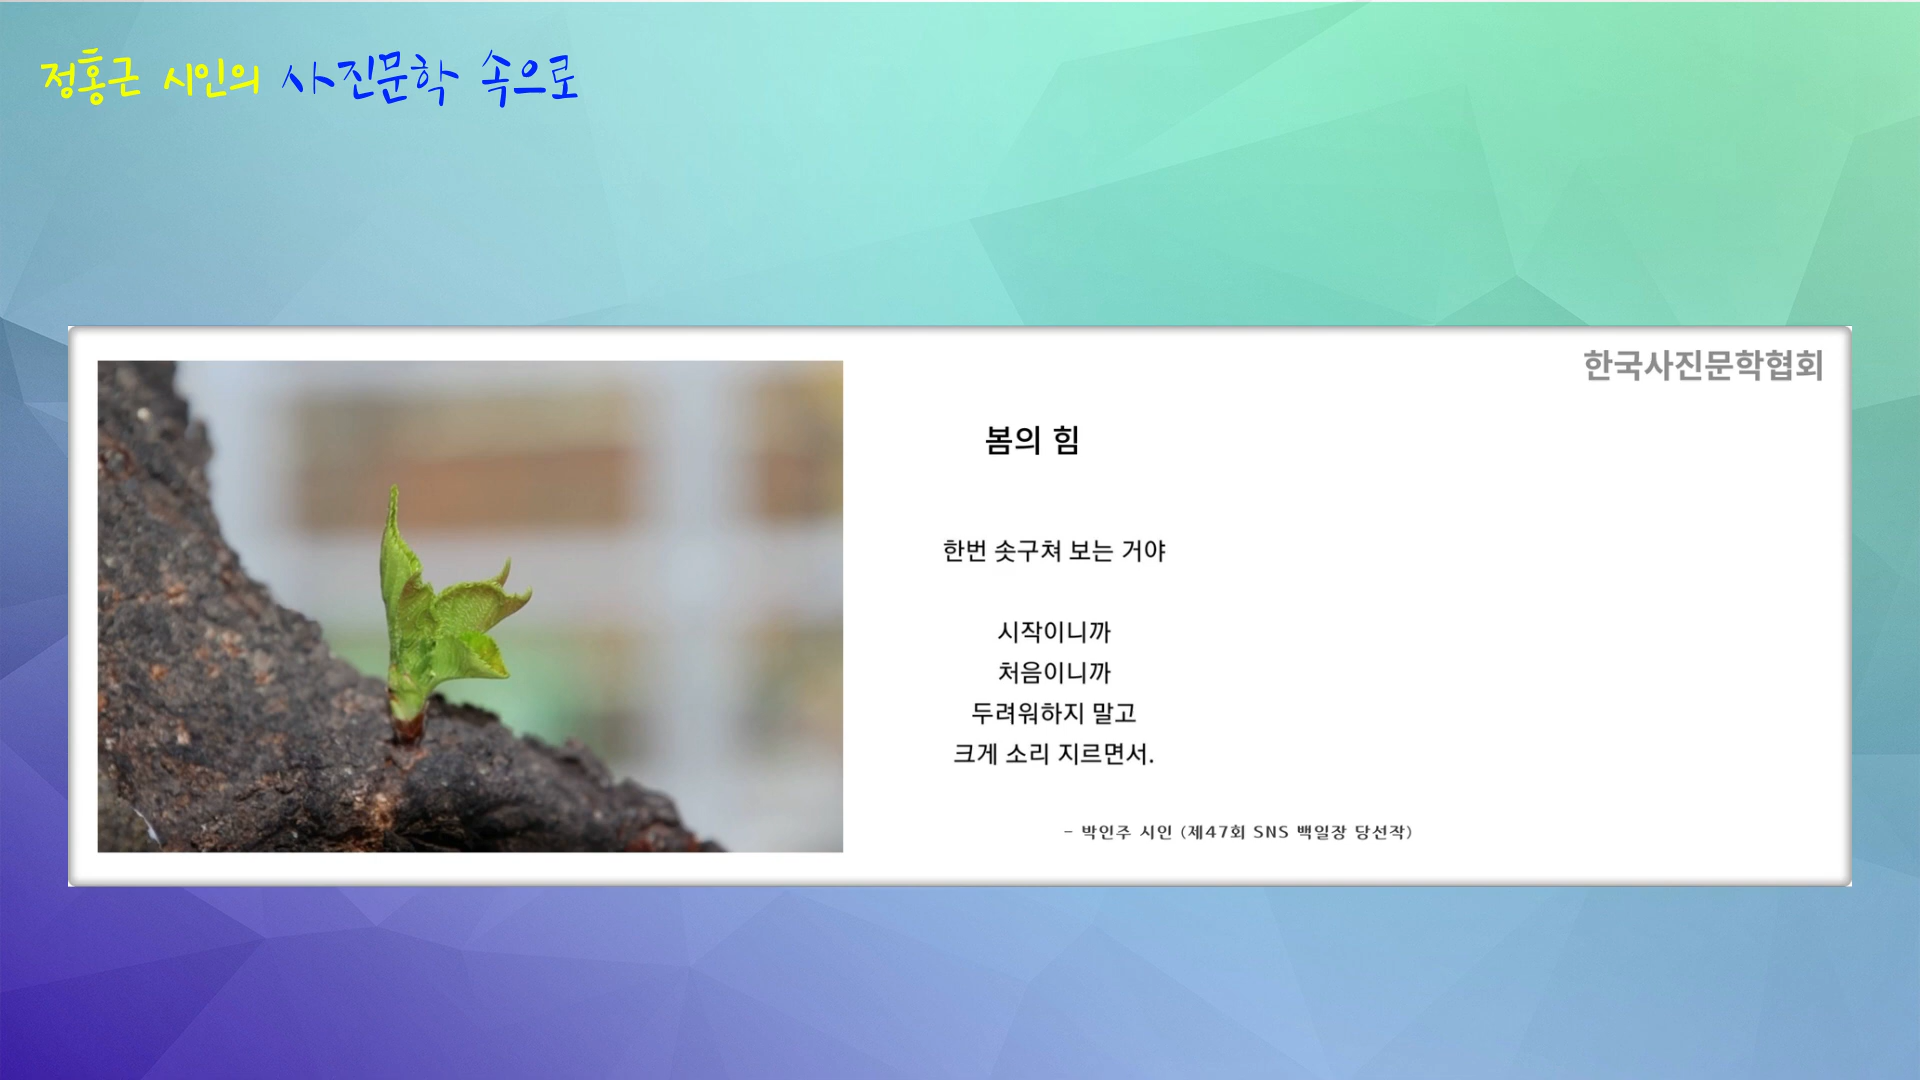 정홍근 시인의 사진문학 속으로
한국사진문학협회
봄의 힘
한번 솟구쳐 보는 거야
시작이니까
처음이니까
두려워하지 말고
크게 소리 지르면서.
– 박인주 시인 (제47회 SNS 백일장 당선작)